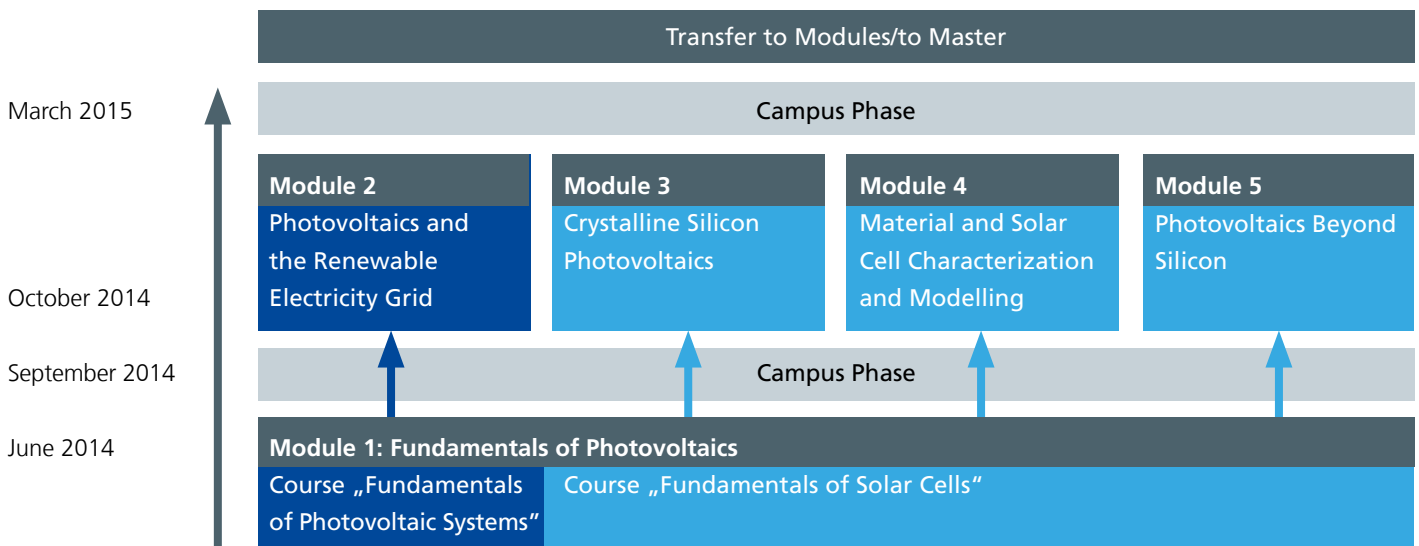 Transfer to Modules/to Master
March 2015
Campus Phase
Module 2
Photovoltaics and
the Renewable
Electricity Grid
Module 3
Crystalline Silicon
Photovoltaics
Module 4
Material and Solar
Cell Characterization
and Modelling
Module 5
Photovoltaics Beyond
Silicon
October 2014
September 2014
Campus Phase
June 2014
Module 1: Fundamentals of Photovoltaics
Course „Fundamentals
of Photovoltaic Systems”
Course „Fundamentals of Solar Cells“